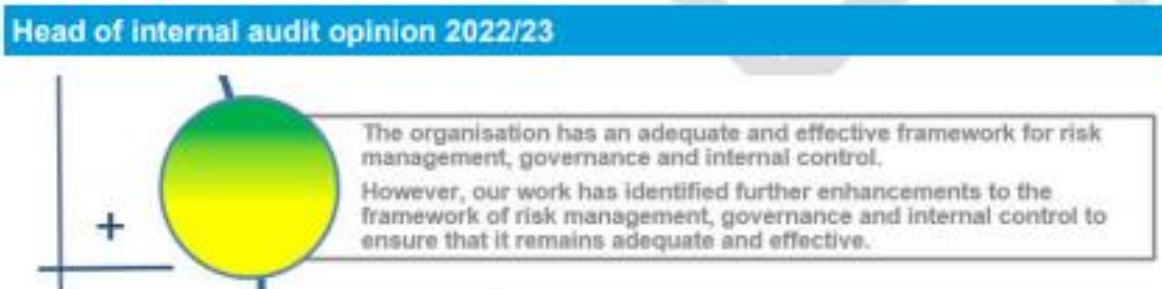 Head of internal audit opinion 2022/23
The organisation has an adequate and effective framework for risk
management, governance and internal control.
However, our work has identified further enhancements to the
framework of risk management, governance and internal control to
ensure that it remains adequate and effective.
+